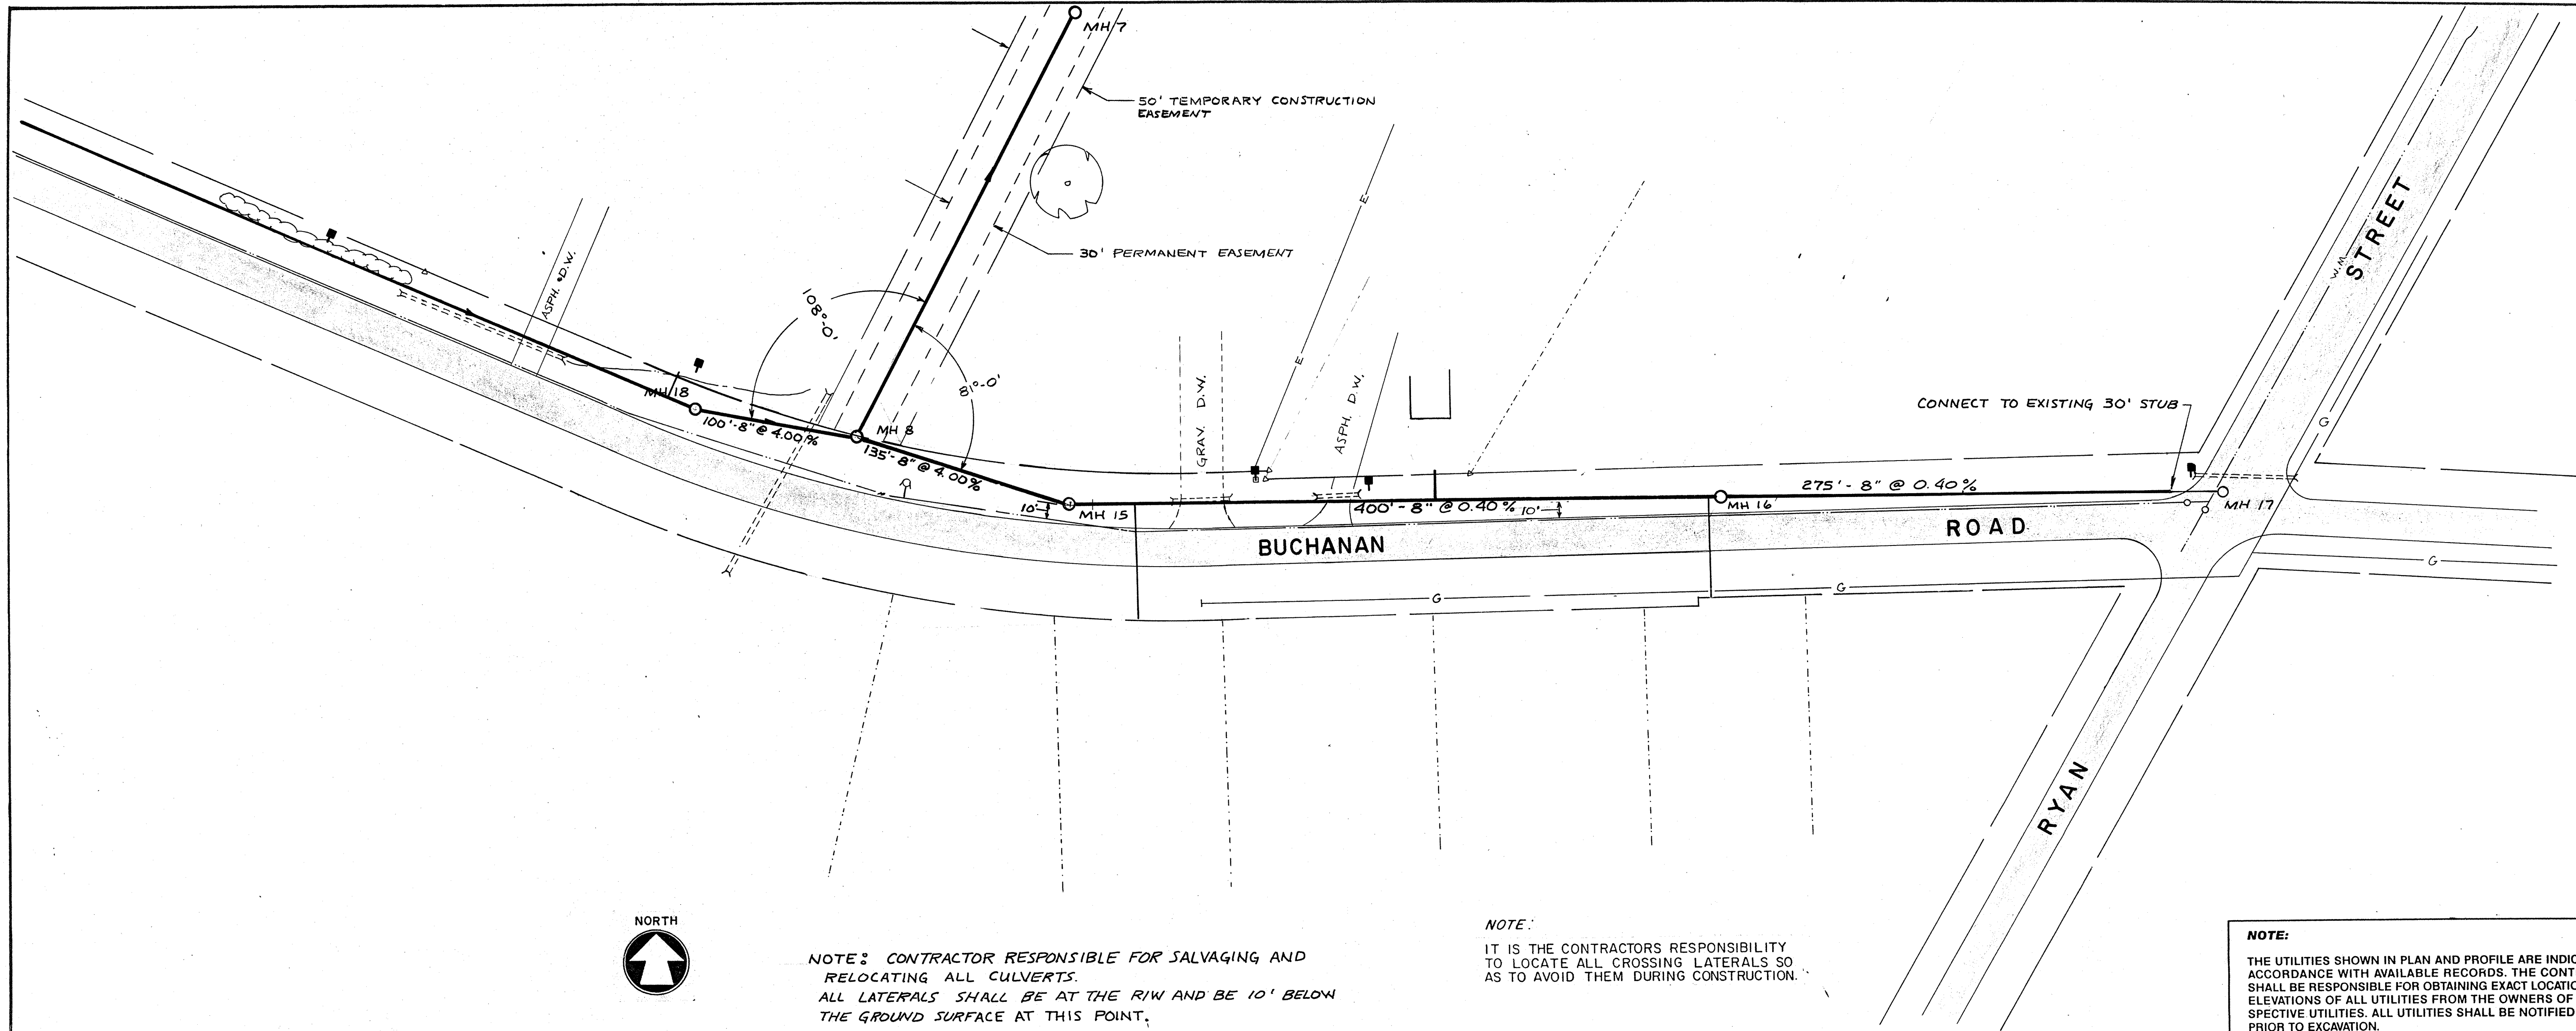 MH 7
50' TEMPORARY CONSTRUCTION
EASEMENT
30' PERMANENT EASEMENT
STREET
W.M.
ASPH. D.W.
108°-0'
81°-0'
E
E
GRAV. D.W.
ASPH. D.W.
CONNECT TO EXISTING 30' STUB
G
MH 18
100'-8" @ 4.00%
MH 8
135'-8" @ 4.00%
10'
MH 15
400'-8" @ 0.40%
10'
MH 16
275'-8" @ 0.40%
MH 17
BUCHANAN
ROAD
G
G
G
RYAN
NORTH
NOTE: CONTRACTOR RESPONSIBLE FOR SALVAGING AND
RELOCATING ALL CULVERTS.
ALL LATERALS SHALL BE AT THE R/W AND BE 10' BELOW
THE GROUND SURFACE AT THIS POINT.
NOTE:
IT IS THE CONTRACTORS RESPONSIBILITY
TO LOCATE ALL CROSSING LATERALS SO
AS TO AVOID THEM DURING CONSTRUCTION.
NOTE:
THE UTILITIES SHOWN IN PLAN AND PROFILE ARE INDIC
ACCORDANCE WITH AVAILABLE RECORDS. THE CONT
SHALL BE RESPONSIBLE FOR OBTAINING EXACT LOCATIO
ELEVATIONS OF ALL UTILITIES FROM THE OWNERS OF
SPECTIVE UTILITIES. ALL UTILITIES SHALL BE NOTIFIED
PRIOR TO EXCAVATION.